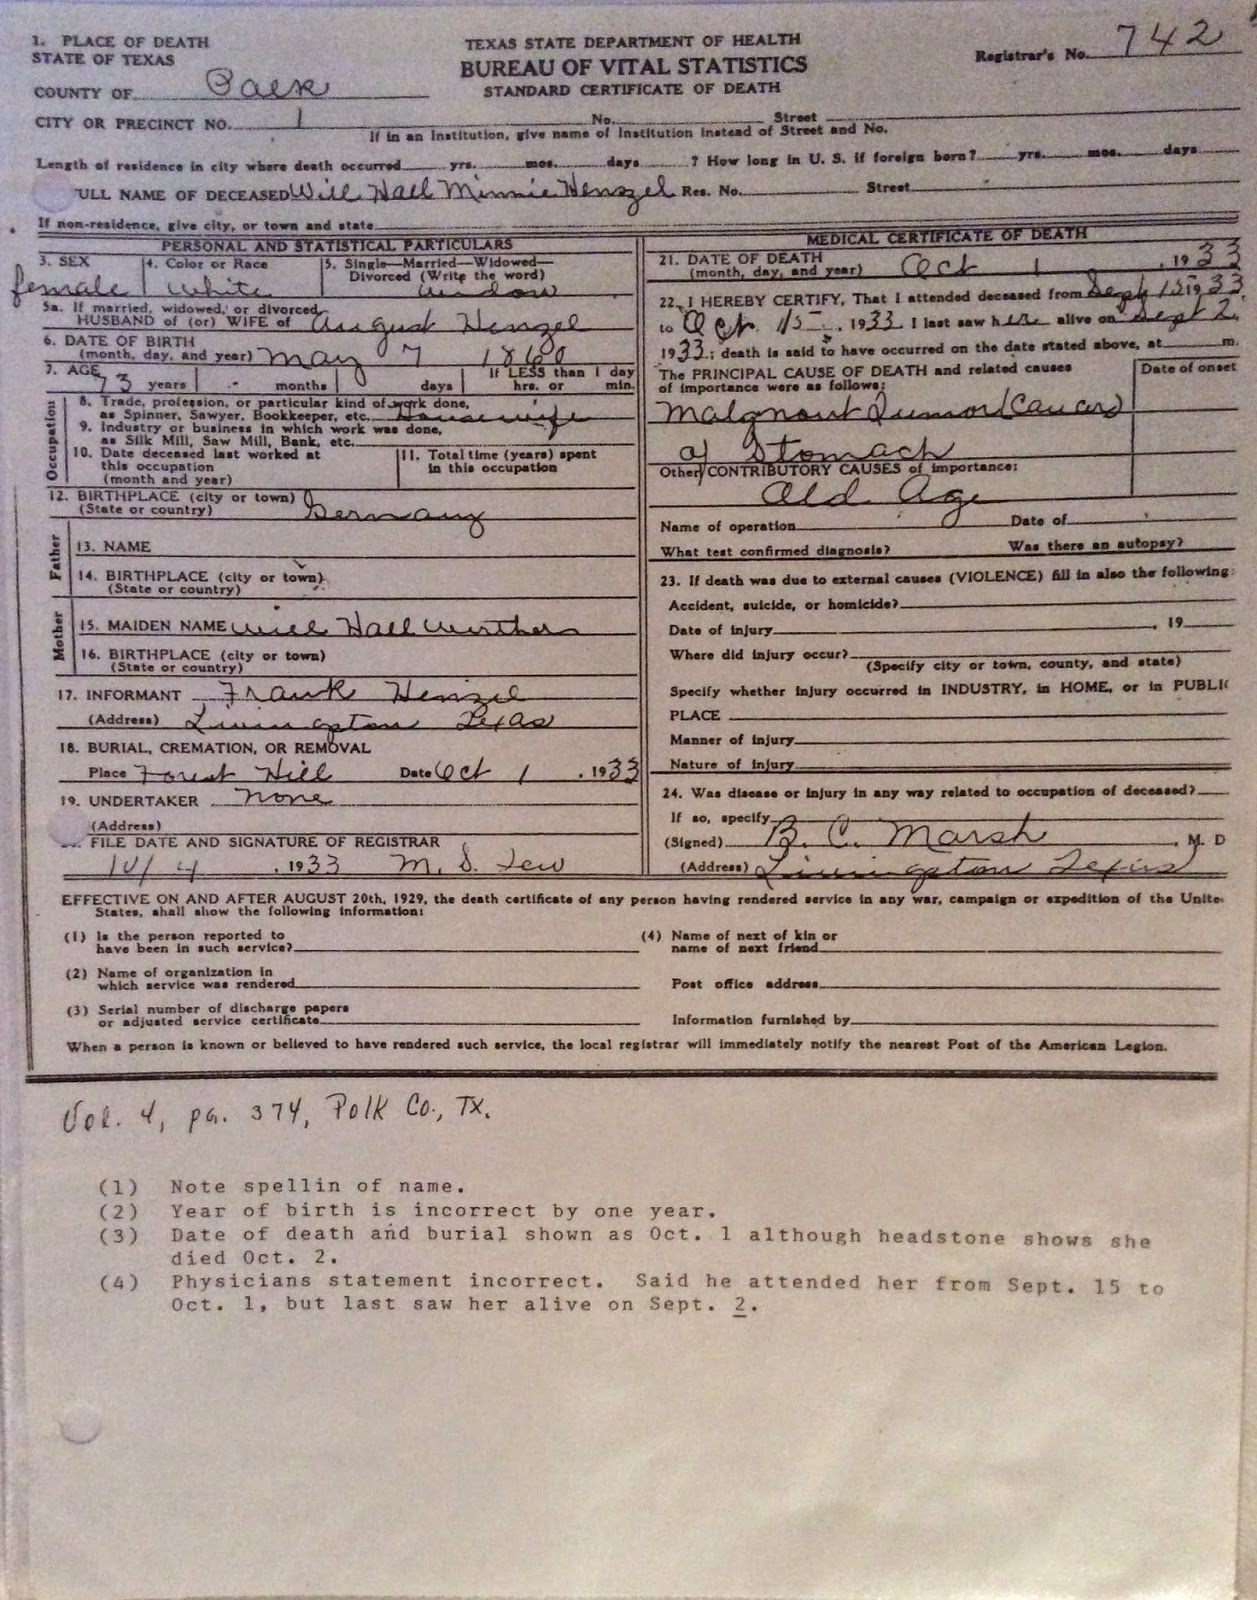 1. PLACE OF DEATH
STATE OF TEXAS
COUNTY OF Polk
CITY OR PRECINCT NO. 1 No. Street
TEXAS STATE DEPARTMENT OF HEALTH
BUREAU OF VITAL STATISTICS
STANDARD CERTIFICATE OF DEATH
Registrar's No. 742
If in an Institution, give name of Institution instead of Street and No.
Length of residence in city where death occurred yrs. mos. days ? How long in U. S. if foreign born? yrs. mos. days
ULL NAME OF DECEASED Will Hall Minnie Henszel Res. No. Street
If non-residence, give city, or town and state
PERSONAL AND STATISTICAL PARTICULARS
3. SEX
female
4. Color or Race
White
5. Single—Married—Widowed—
Divorced (Write the word)
widow
5a. If married, widowed, or divorced
HUSBAND of (or) WIFE of August Henzel
6. DATE OF BIRTH
(month, day, and year) May 7 1860
7. AGE
73 years months days If LESS than 1 day
hrs. or min.
Occupation
8. Trade, profession, or particular kind of work done,
as Spinner, Sawyer, Bookkeeper, etc. Housewife
9. Industry or business in which work was done,
as Silk Mill, Saw Mill, Bank, etc.
10. Date deceased last worked at
this occupation
(month and year)
11. Total time (years) spent
in this occupation
12. BIRTHPLACE (city or town)
(State or country) Germany
Father
13. NAME
14. BIRTHPLACE (city or town)
(State or country)
Mother
15. MAIDEN NAME Will Hall
16. BIRTHPLACE (city or town)
(State or country)
17. INFORMANT Frank Henzel
(Address) Livingston Texas
18. BURIAL, CREMATION, OR REMOVAL
Place Forest Hill Date Oct 1 , 1933
19. UNDERTAKER none
(Address)
FILE DATE AND SIGNATURE OF REGISTRAR
10/4 , 1933 M. S.
MEDICAL CERTIFICATE OF DEATH
21. DATE OF DEATH
(month, day, and year) Oct 1 , 1933
22. I HEREBY CERTIFY, That I attended deceased from Sept 15 1933
to Oct. 1st , 1933 I last saw her alive on Sept 2
1933; death is said to have occurred on the date stated above, at m.
The PRINCIPAL CAUSE OF DEATH and related causes
of importance were as follows:
Date of onset
Malgnant Tumor
of Stomach
Other CONTRIBUTORY CAUSES of importance:
Old Age
Name of operation Date of
What test confirmed diagnosis? Was there an autopsy?
23. If death was due to external causes (VIOLENCE) fill in also the following:
Accident, suicide, or homicide?
Date of injury , 19
Where did injury occur?
(Specify city or town, county, and state)
Specify whether injury occurred in INDUSTRY, in HOME, or in PUBLIC
PLACE
Manner of injury
Nature of injury
24. Was disease or injury in any way related to occupation of deceased?
If so, specify
(Signed) B. C. Marsh , M. D
(Address) Livingston Texas
EFFECTIVE ON AND AFTER AUGUST 20th, 1929, the death certificate of any person having rendered service in any war, campaign or expedition of the Unite
States, shall show the following information:
(1) Is the person reported to
have been in such service?
(2) Name of organization in
which service was rendered
(3) Serial number of discharge papers
or adjusted service certificate
(4) Name of next of kin or
name of next friend
Post office address
Information furnished by
When a person is known or believed to have rendered such service, the local registrar will immediately notify the nearest Post of the American Legion.
Vol. 4, pg. 374, Polk Co., TX.
(1) Note spellin of name.
(2) Year of birth is incorrect by one year.
(3) Date of death and burial shown as Oct. 1 although headstone shows she
died Oct. 2.
(4) Physicians statement incorrect. Said he attended her from Sept. 15 to
Oct. 1, but last saw her alive on Sept. 2.